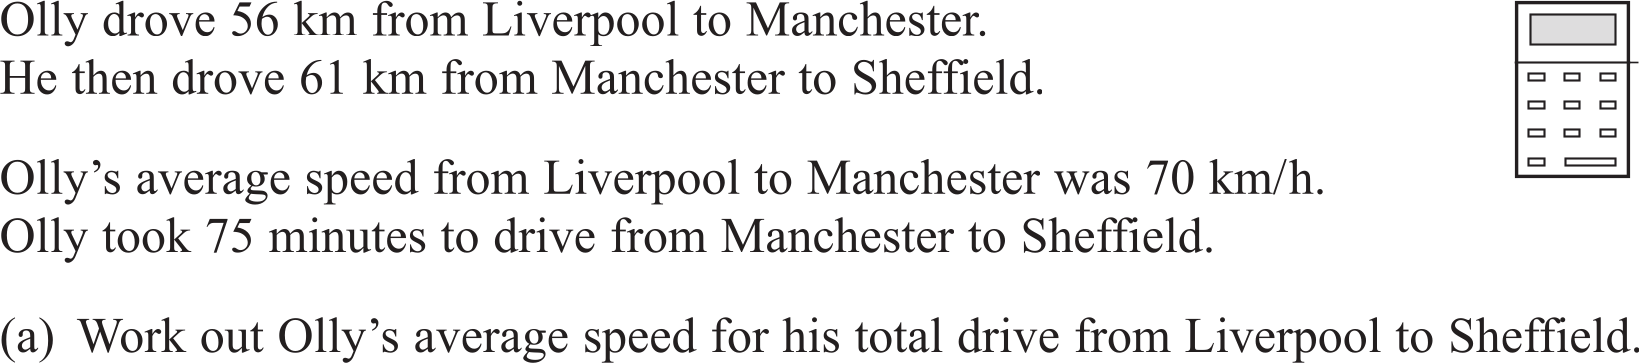 Olly drove 56 km from Liverpool to Manchester.
He then drove 61 km from Manchester to Sheffield.
Olly’s average speed from Liverpool to Manchester was 70 km/h.
Olly took 75 minutes to drive from Manchester to Sheffield.
(a) Work out Olly’s average speed for his total drive from Liverpool to Sheffield.